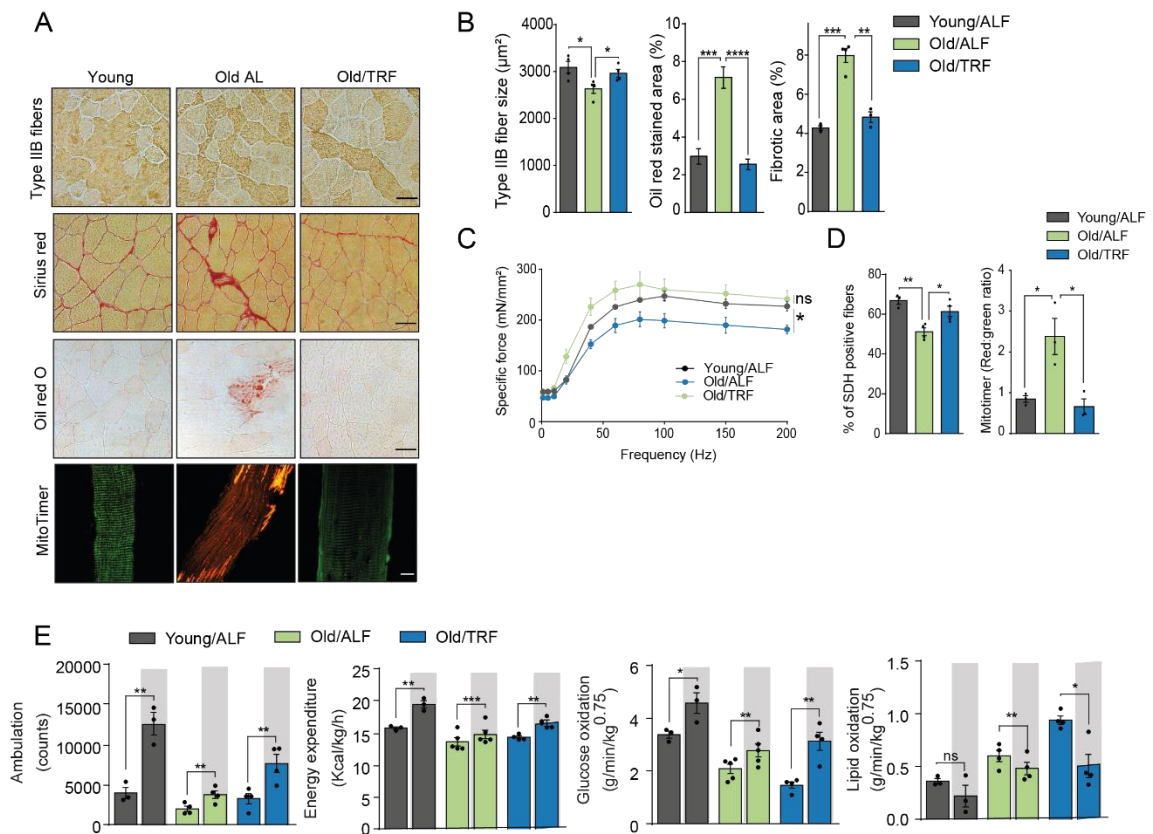 A
Young
Old AL
Old/TRF
Type IIB fibers
Sirius red
Oil red O
MitoTimer
B
Type IIB fiber size (µm²)
4000
3000
2000
1000
0
*
*
Oil red stained area (%)
10
8
6
4
2
0
***
****
Fibrotic area (%)
8
6
4
2
0
***
**
Young/ALF
Old/ALF
Old/TRF
C
Specific force (mN/mm²)
300
200
100
0
0
50
100
150
200
Frequency (Hz)
ns
*
Young/ALF
Old/ALF
Old/TRF
D
Young/ALF
Old/ALF
Old/TRF
% of SDH positive fibers
80
60
40
20
0
**
*
Mitotimer (Red:green ratio)
4
3
2
1
0
*
*
E
Young/ALF
Old/ALF
Old/TRF
Ambulation
(counts)
20000
15000
10000
5000
0
**
**
**
Energy expenditure
(Kcal/kg/h)
25
20
15
10
5
0
**
***
**
Glucose oxidation
(g/min/kg0.75)
6
4
2
0
*
**
**
Lipid oxidation
(g/min/kg0.75)
1.5
1.0
0.5
0.0
ns
**
*